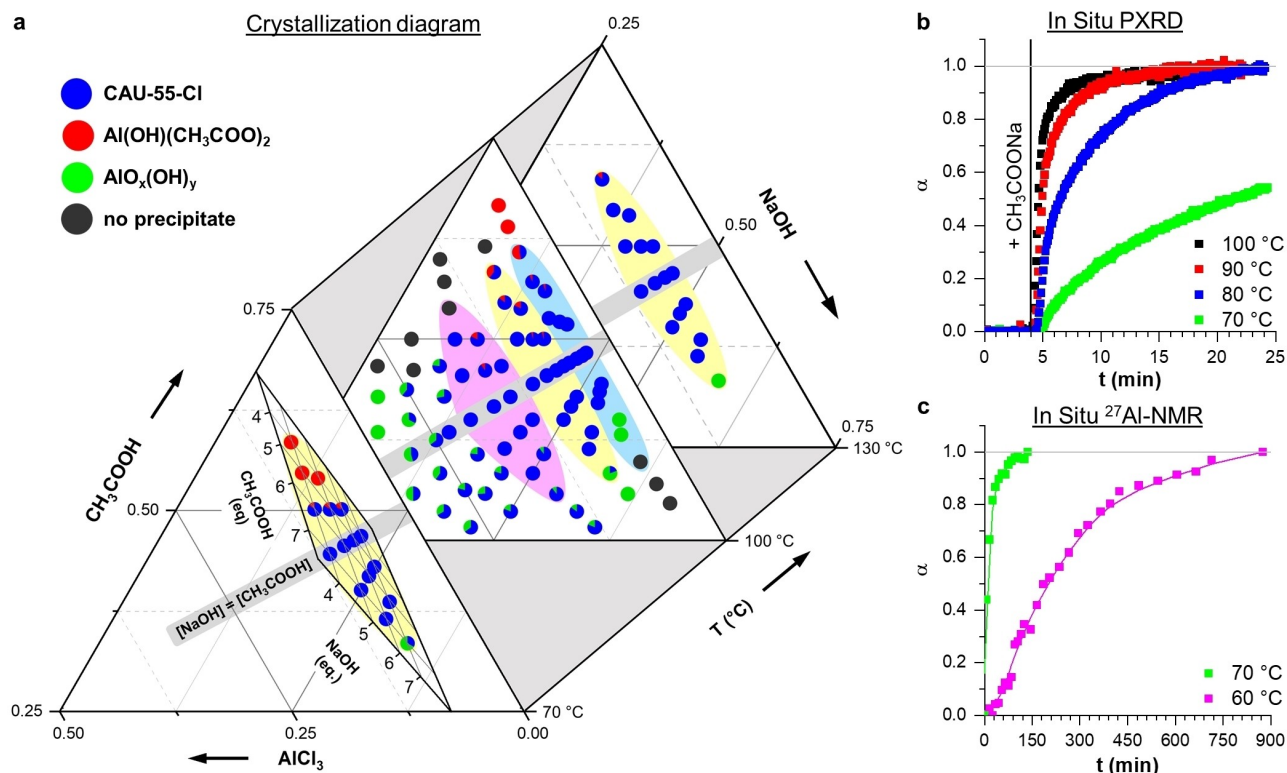 a
Crystallization diagram
CAU-55-Cl
Al(OH)(CH₃COO)₂
AlOₓ(OH)ᵧ
no precipitate
0.25
NaOH
0.50
0.75
130 °C
0.75
CH₃COOH
0.50
4
5
6
7
CH₃COOH
(eq.)
[NaOH] = [CH₃COOH]
4
5
6
7
NaOH
(eq.)
100 °C
T (°C)
70 °C
0.25
0.50
0.25
0.00
AlCl₃
b
In Situ PXRD
1.0
0.8
0.6
0.4
0.2
0.0
α
+ CH₃COONa
100 °C
90 °C
80 °C
70 °C
0
5
10
15
20
25
t (min)
c
In Situ ²⁷Al-NMR
1.0
0.8
0.6
0.4
0.2
0.0
α
70 °C
60 °C
0
150
300
450
600
750
900
t (min)